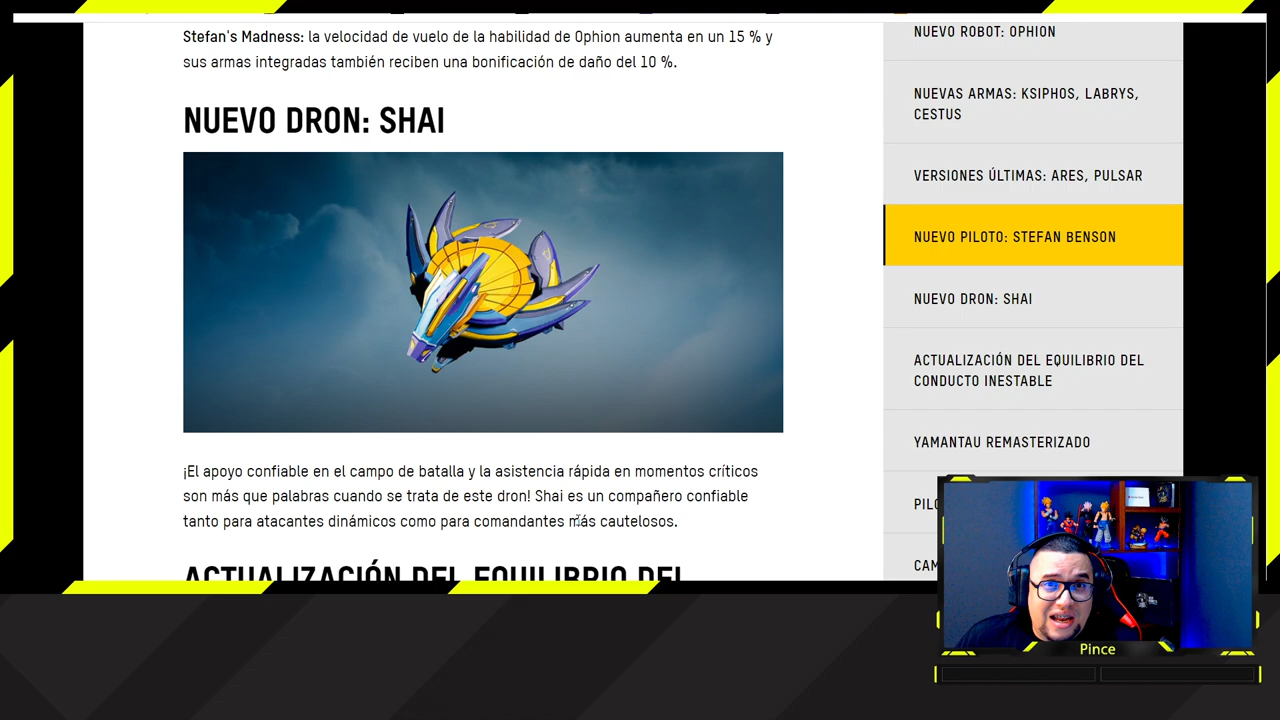 Stefan's Madness: la velocidad de vuelo de la habilidad de Ophion aumenta en un 15 % y
sus armas integradas también reciben una bonificación de daño del 10 %.
NUEVO DRON: SHAI
¡El apoyo confiable en el campo de batalla y la asistencia rápida en momentos críticos
son más que palabras cuando se trata de este dron! Shai es un compañero confiable
tanto para atacantes dinámicos como para comandantes más cautelosos.
ACTUALIZACIÓN DEL EQUILIBRIO DEL
NUEVO ROBOT: OPHION
NUEVAS ARMAS: KSIPHOS, LABRYS,
CESTUS
VERSIONES ÚLTIMAS: ARES, PULSAR
NUEVO PILOTO: STEFAN BENSON
NUEVO DRON: SHAI
ACTUALIZACIÓN DEL EQUILIBRIO DEL
CONDUCTO INESTABLE
YAMANTAU REMASTERIZADO
PILO
CAM
Pince